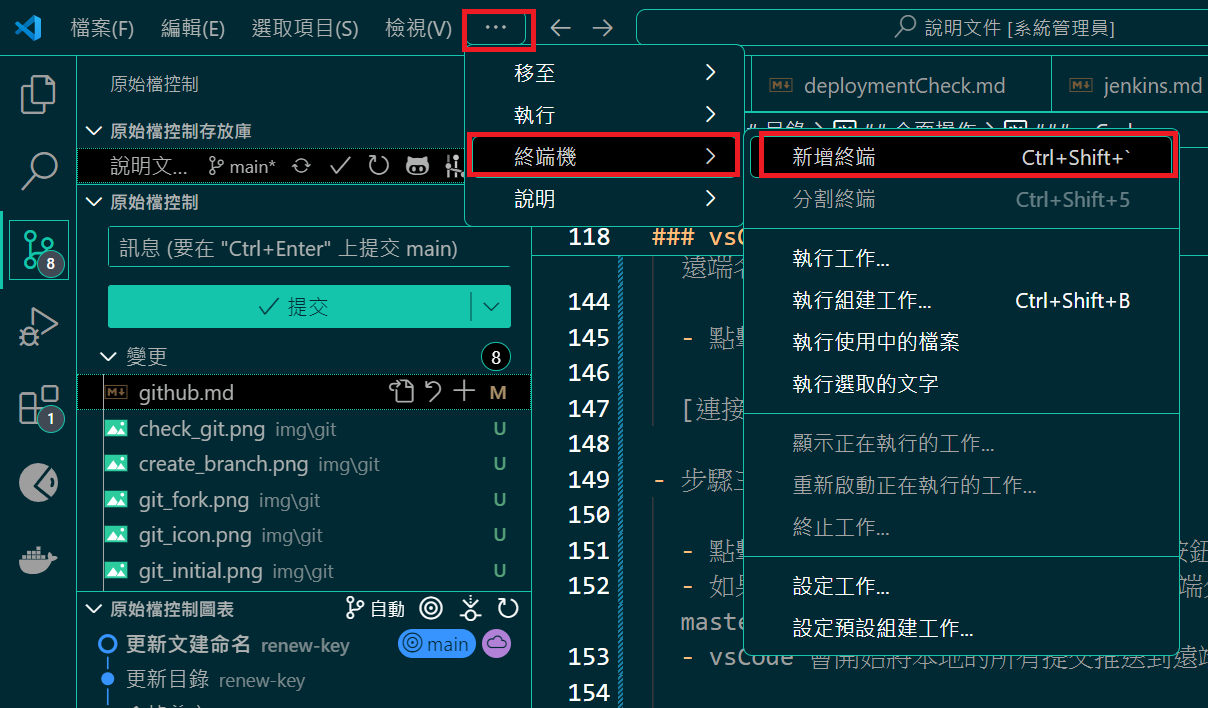 檔案(F) 編輯(E) 選取項目(S) 檢視(V) ··· 說明文件 [系統管理員]
原始檔控制
原始檔控制存放庫
說明文... main*
原始檔控制
訊息 (要在 "Ctrl+Enter" 上提交 main)
提交
變更 8
github.md M
check_git.png img\git U
create_branch.png img\git U
git_fork.png img\git U
git_icon.png img\git U
git_initial.png img\git U
原始檔控制圖表 自動
更新文建命名 renew-key main
更新目錄 renew-key
8
1
移至
執行
終端機
說明
deploymentCheck.md jenkins.md
新增終端 Ctrl+Shift+`
分割終端 Ctrl+Shift+5
執行工作...
執行組建工作... Ctrl+Shift+B
執行使用中的檔案
執行選取的文字
顯示正在執行的工作...
重新啟動正在執行的工作...
終止工作...
設定工作...
設定預設組建工作...
118 ### vsC
遠端
144
145 - 點
146
147 [連接
148
149 - 步驟
150
151 - 點 按鈕
152 - 如 端
maste
153 - vsCode 會開始將本地的所有提交推送到遠端
154